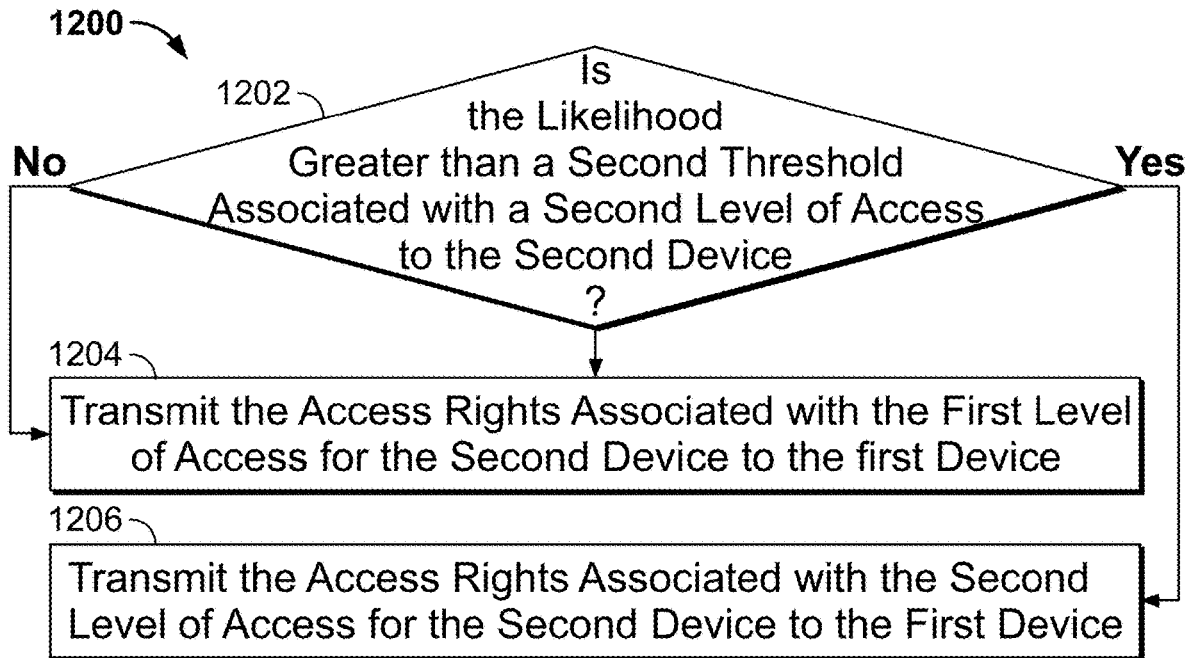 1200
1202
Is
the Likelihood
Greater than a Second Threshold
Associated with a Second Level of Access
to the Second Device
?
No
Yes
1204
Transmit the Access Rights Associated with the First Level
of Access for the Second Device to the first Device
1206
Transmit the Access Rights Associated with the Second
Level of Access for the Second Device to the First Device